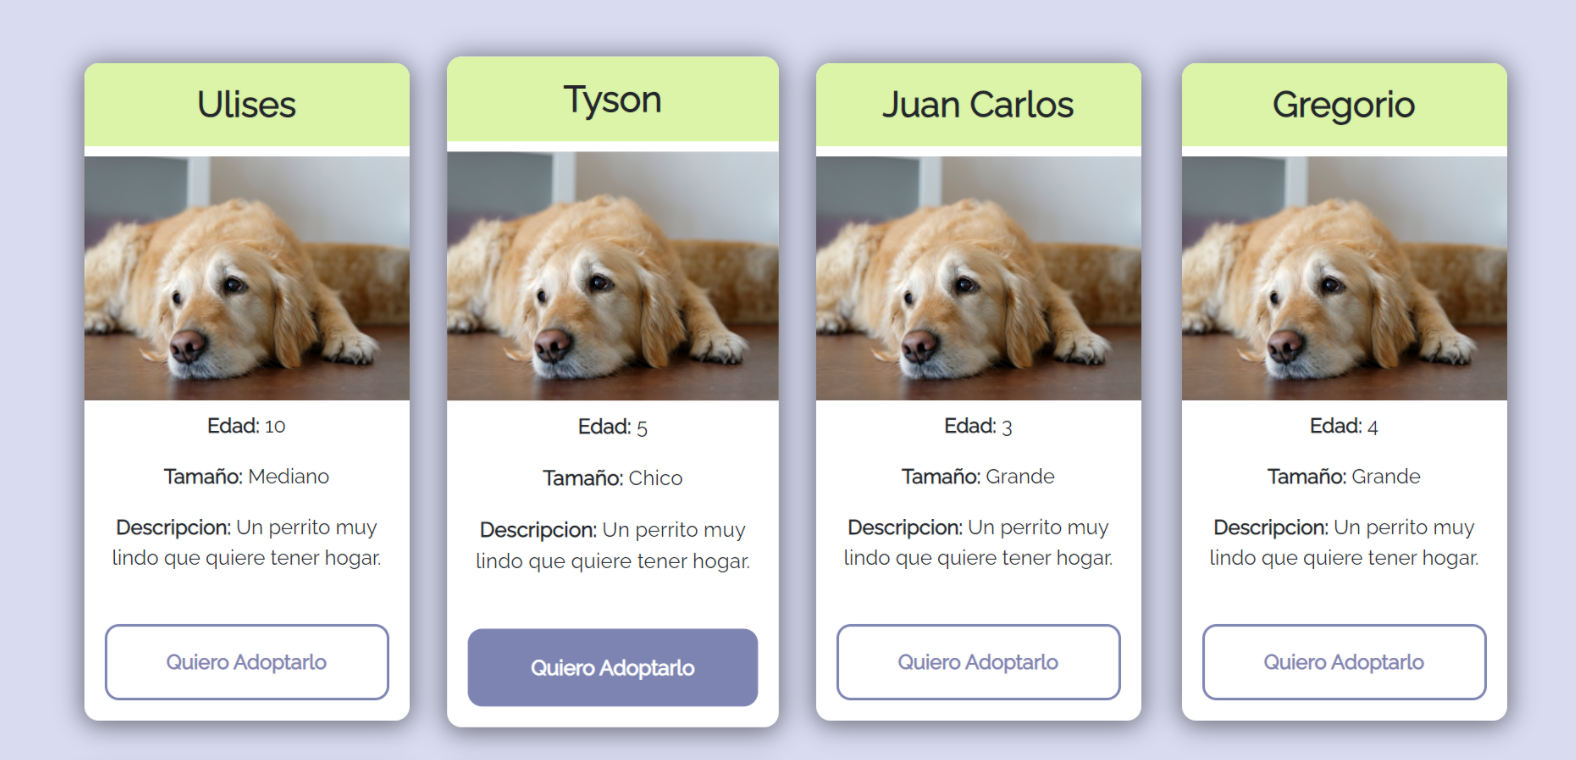 Ulises
Edad: 10
Tamaño: Mediano
Descripcion: Un perrito muy
lindo que quiere tener hogar.
Quiero Adoptarlo
Tyson
Edad: 5
Tamaño: Chico
Descripcion: Un perrito muy
lindo que quiere tener hogar.
Quiero Adoptarlo
Juan Carlos
Edad: 3
Tamaño: Grande
Descripcion: Un perrito muy
lindo que quiere tener hogar.
Quiero Adoptarlo
Gregorio
Edad: 4
Tamaño: Grande
Descripcion: Un perrito muy
lindo que quiere tener hogar.
Quiero Adoptarlo